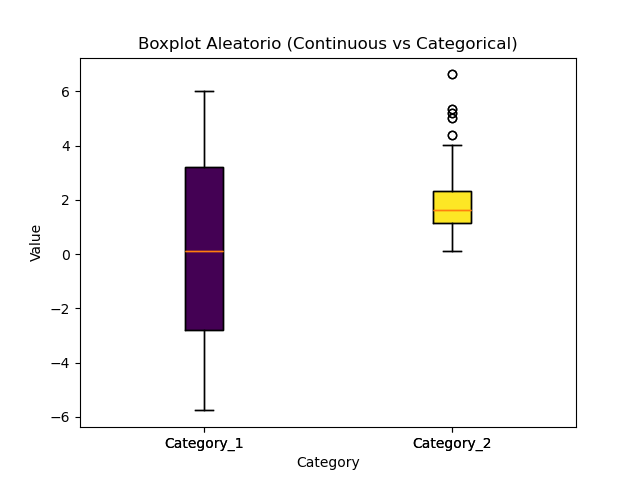 Boxplot Aleatorio (Continuous vs Categorical)
Value
6
4
2
0
−2
−4
−6
Category_1
Category_2
Category